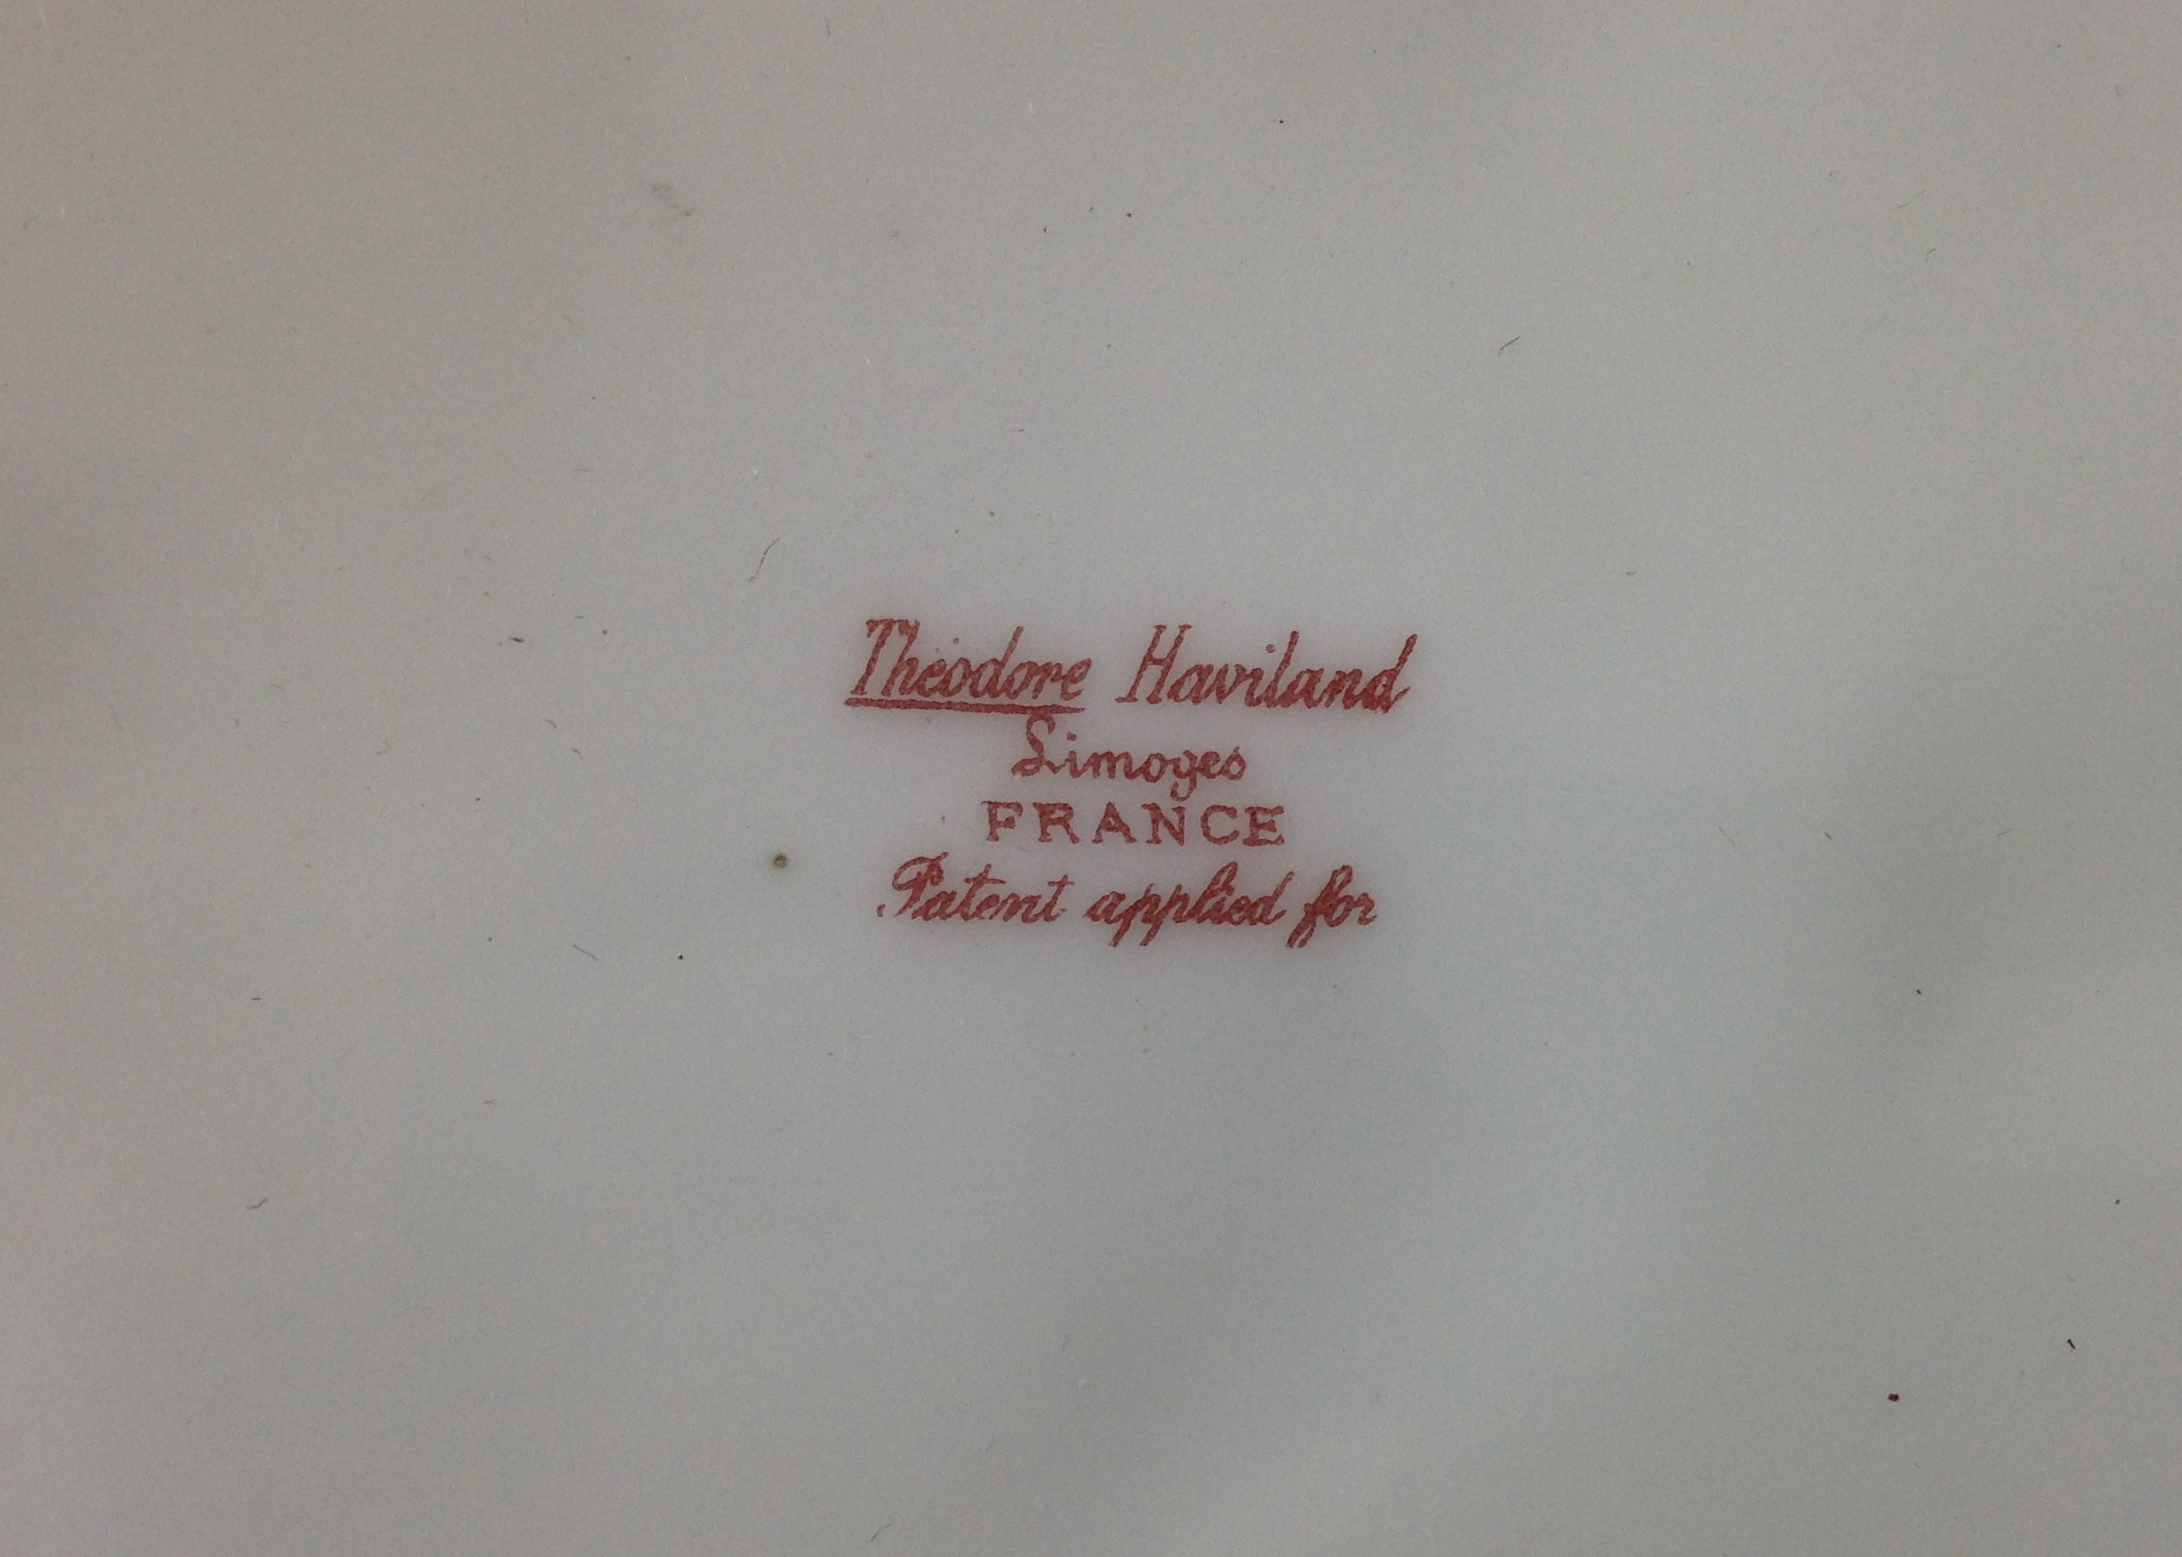 Theodore Haviland
Limoges
FRANCE
Patent applied for